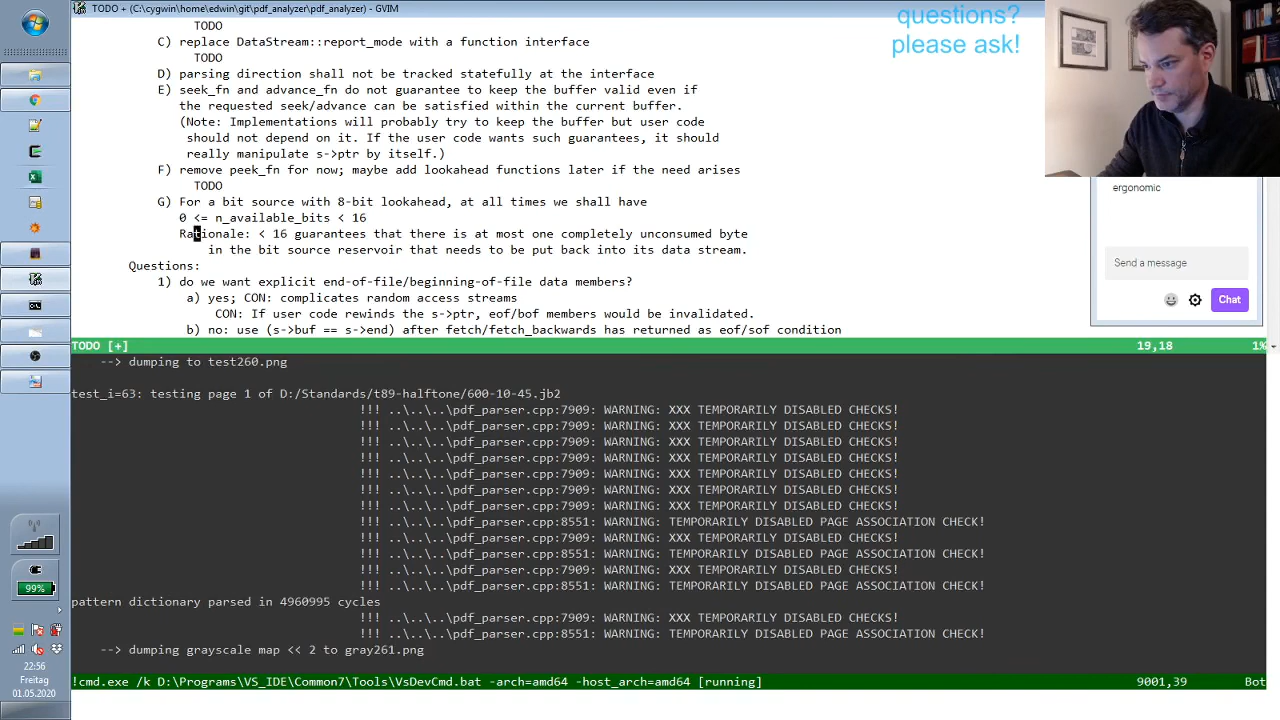 TODO + (C:\cygwin\home\edwin\git\pdf_analyzer\pdf_analyzer) - GVIM
questions?
please ask!
TODO
C) replace DataStream::report_mode with a function interface
TODO
D) parsing direction shall not be tracked statefully at the interface
E) seek_fn and advance_fn do not guarantee to keep the buffer valid even if
the requested seek/advance can be satisfied within the current buffer.
(Note: Implementations will probably try to keep the buffer but user code
should not depend on it. If the user code wants such guarantees, it should
really manipulate s->ptr by itself.)
F) remove peek_fn for now; maybe add lookahead functions later if the need arises
TODO
G) For a bit source with 8-bit lookahead, at all times we shall have
0 <= n_available_bits < 16
Rationale: < 16 guarantees that there is at most one completely unconsumed byte
in the bit source reservoir that needs to be put back into its data stream.
Questions:
1) do we want explicit end-of-file/beginning-of-file data members?
a) yes; CON: complicates random access streams
CON: If user code rewinds the s->ptr, eof/bof members would be invalidated.
b) no: use (s->buf == s->end) after fetch/fetch_backwards has returned as eof/sof condition
TODO [+] 19,18 1%
--> dumping to test260.png
test_i=63: testing page 1 of D:/Standards/t89-halftone/600-10-45.jb2
!!! ..\..\..\pdf_parser.cpp:7909: WARNING: XXX TEMPORARILY DISABLED CHECKS!
!!! ..\..\..\pdf_parser.cpp:7909: WARNING: XXX TEMPORARILY DISABLED CHECKS!
!!! ..\..\..\pdf_parser.cpp:7909: WARNING: XXX TEMPORARILY DISABLED CHECKS!
!!! ..\..\..\pdf_parser.cpp:7909: WARNING: XXX TEMPORARILY DISABLED CHECKS!
!!! ..\..\..\pdf_parser.cpp:7909: WARNING: XXX TEMPORARILY DISABLED CHECKS!
!!! ..\..\..\pdf_parser.cpp:7909: WARNING: XXX TEMPORARILY DISABLED CHECKS!
!!! ..\..\..\pdf_parser.cpp:7909: WARNING: XXX TEMPORARILY DISABLED CHECKS!
!!! ..\..\..\pdf_parser.cpp:8551: WARNING: TEMPORARILY DISABLED PAGE ASSOCIATION CHECK!
!!! ..\..\..\pdf_parser.cpp:7909: WARNING: XXX TEMPORARILY DISABLED CHECKS!
!!! ..\..\..\pdf_parser.cpp:8551: WARNING: TEMPORARILY DISABLED PAGE ASSOCIATION CHECK!
!!! ..\..\..\pdf_parser.cpp:7909: WARNING: XXX TEMPORARILY DISABLED CHECKS!
!!! ..\..\..\pdf_parser.cpp:8551: WARNING: TEMPORARILY DISABLED PAGE ASSOCIATION CHECK!
pattern dictionary parsed in 4960995 cycles
!!! ..\..\..\pdf_parser.cpp:7909: WARNING: XXX TEMPORARILY DISABLED CHECKS!
!!! ..\..\..\pdf_parser.cpp:8551: WARNING: TEMPORARILY DISABLED PAGE ASSOCIATION CHECK!
--> dumping grayscale map << 2 to gray261.png
!cmd.exe /k D:\Programs\VS_IDE\Common7\Tools\VsDevCmd.bat -arch=amd64 -host_arch=amd64 [running] 9001,39 Bot
ergonomic
Send a message
Chat
99%
22:56
Freitag
01.05.2020